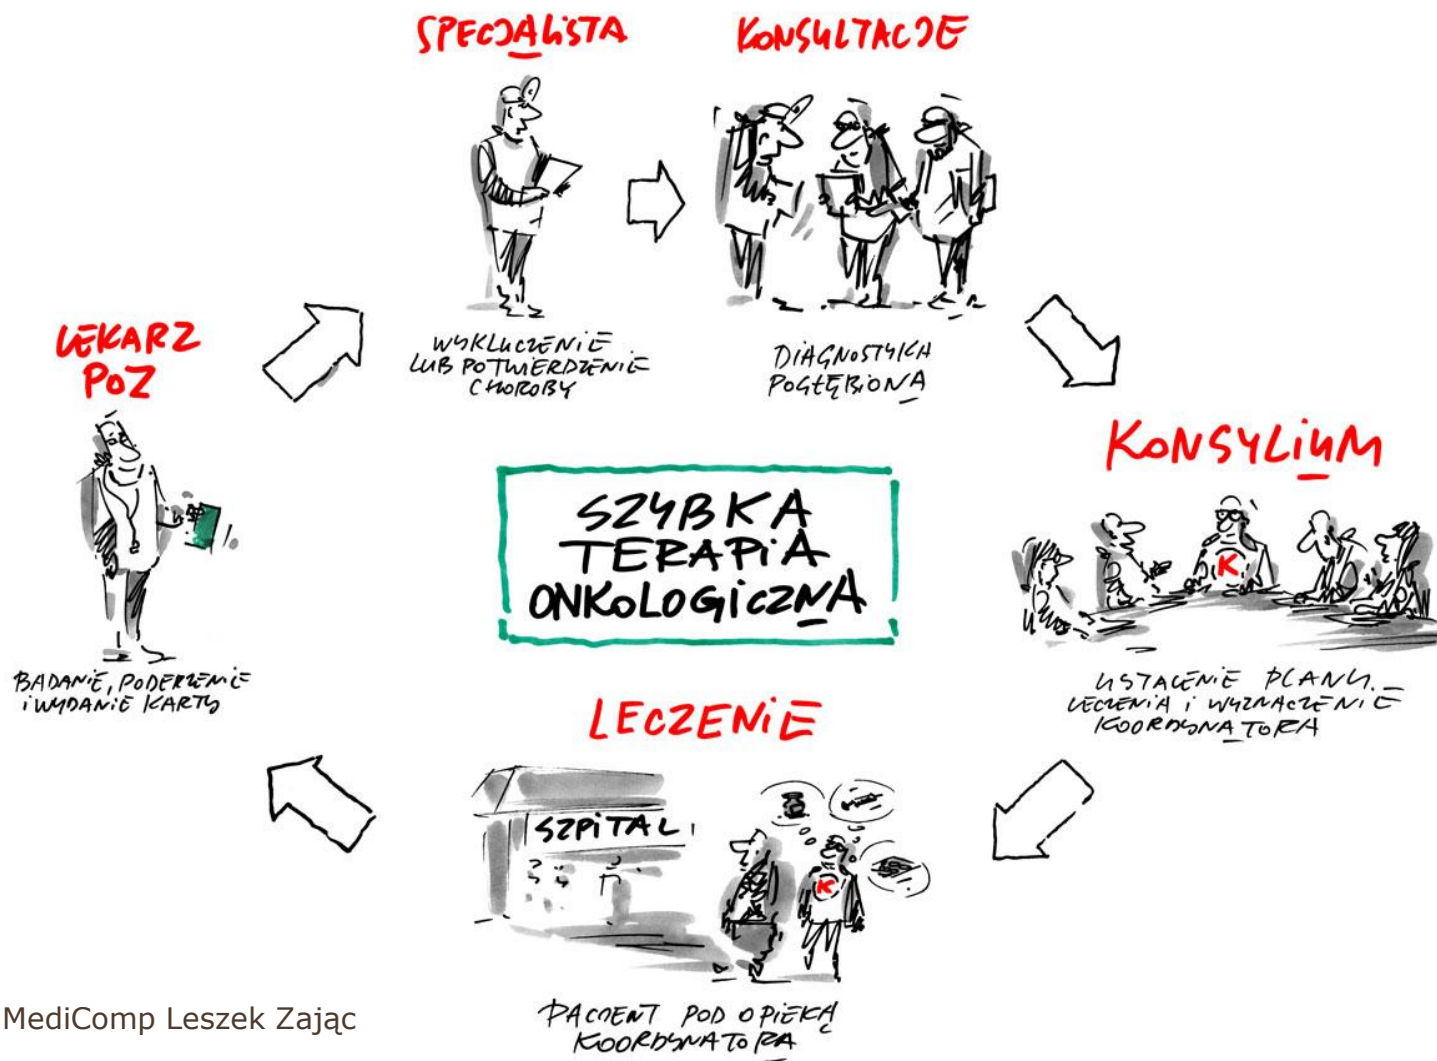 SPECJALISTA
KONSULTACJE
WYKLUCZENIE
LUB POTWIERDZENIE
CHOROBY
DIAGNOSTYKA
POGŁĘBIONA
LEKARZ
POZ
BADANIE, PODERZENIE
i WYDANIE KARTY
KONSYLIUM
K
USTALENIE PLANU
LECZENIA i WYZNACZENIE
KOORDYNATORA
SZYBKA
TERAPIA
ONKOLOGICZNA
LECZENIE
SZPITAL
K
PACJENT POD OPIEKĄ
KOORDYNATORA
MediComp Leszek Zając